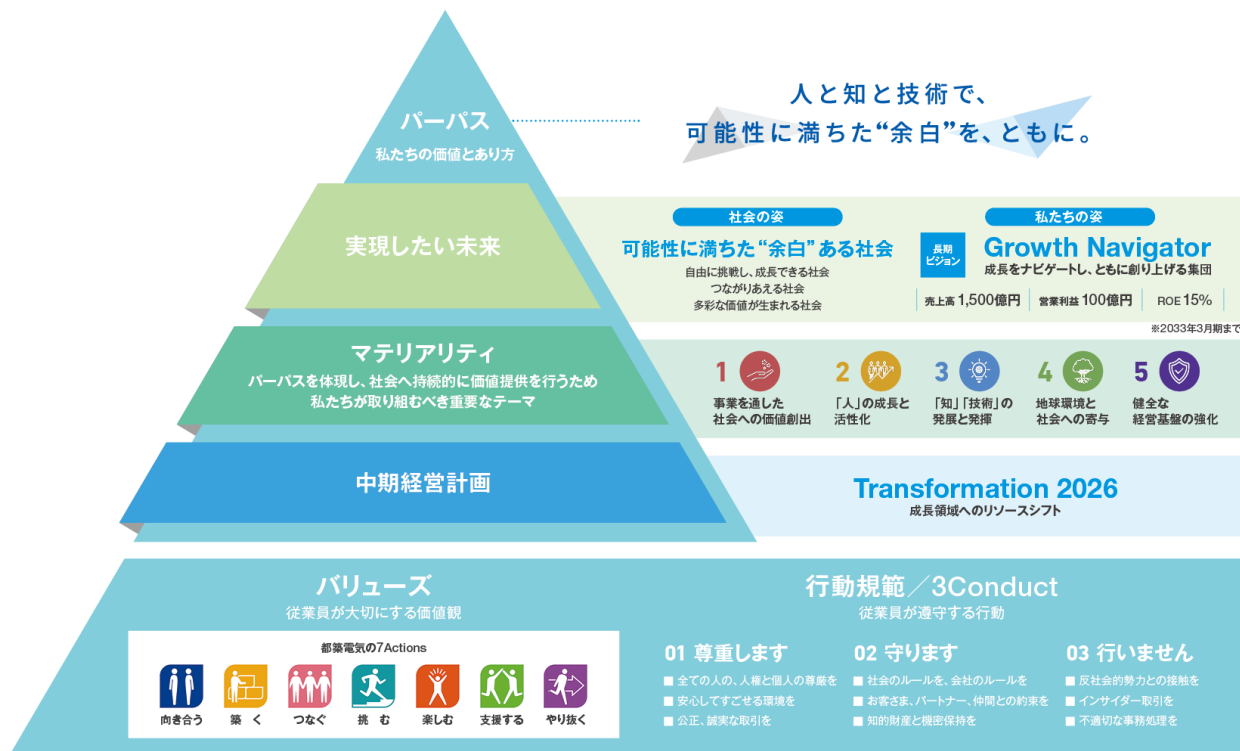 パーパス
私たちの価値とあり方
人と知と技術で、
可能性に満ちた“余白”を、ともに。
実現したい未来
社会の姿
可能性に満ちた“余白”ある社会
自由に挑戦し、成長できる社会
つながりあえる社会
多彩な価値が生まれる社会
私たちの姿
長期
ビジョン
Growth Navigator
成長をナビゲートし、ともに創り上げる集団
売上高 1,500億円
営業利益 100億円
ROE 15%
※2033年3月期まで
マテリアリティ
パーパスを体現し、社会へ持続的に価値提供を行うため
私たちが取り組むべき重要なテーマ
1
事業を通した
社会への価値創出
2
「人」の成長と
活性化
3
「知」「技術」の
発展と発揮
4
地球環境と
社会への寄与
5
健全な
経営基盤の強化
中期経営計画
Transformation 2026
成長領域へのリソースシフト
バリューズ
従業員が大切にする価値観
都築電気の7Actions
向き合う
築 く
つなぐ
挑 む
楽しむ
支援する
やり抜く
行動規範／3Conduct
従業員が遵守する行動
01 尊重します
■ 全ての人の、人権と個人の尊厳を
■ 安心してすごせる環境を
■ 公正、誠実な取引を
02 守ります
■ 社会のルールを、会社のルールを
■ お客さま、パートナー、仲間との約束を
■ 知的財産と機密保持を
03 行いません
■ 反社会的勢力との接触を
■ インサイダー取引を
■ 不適切な事務処理を